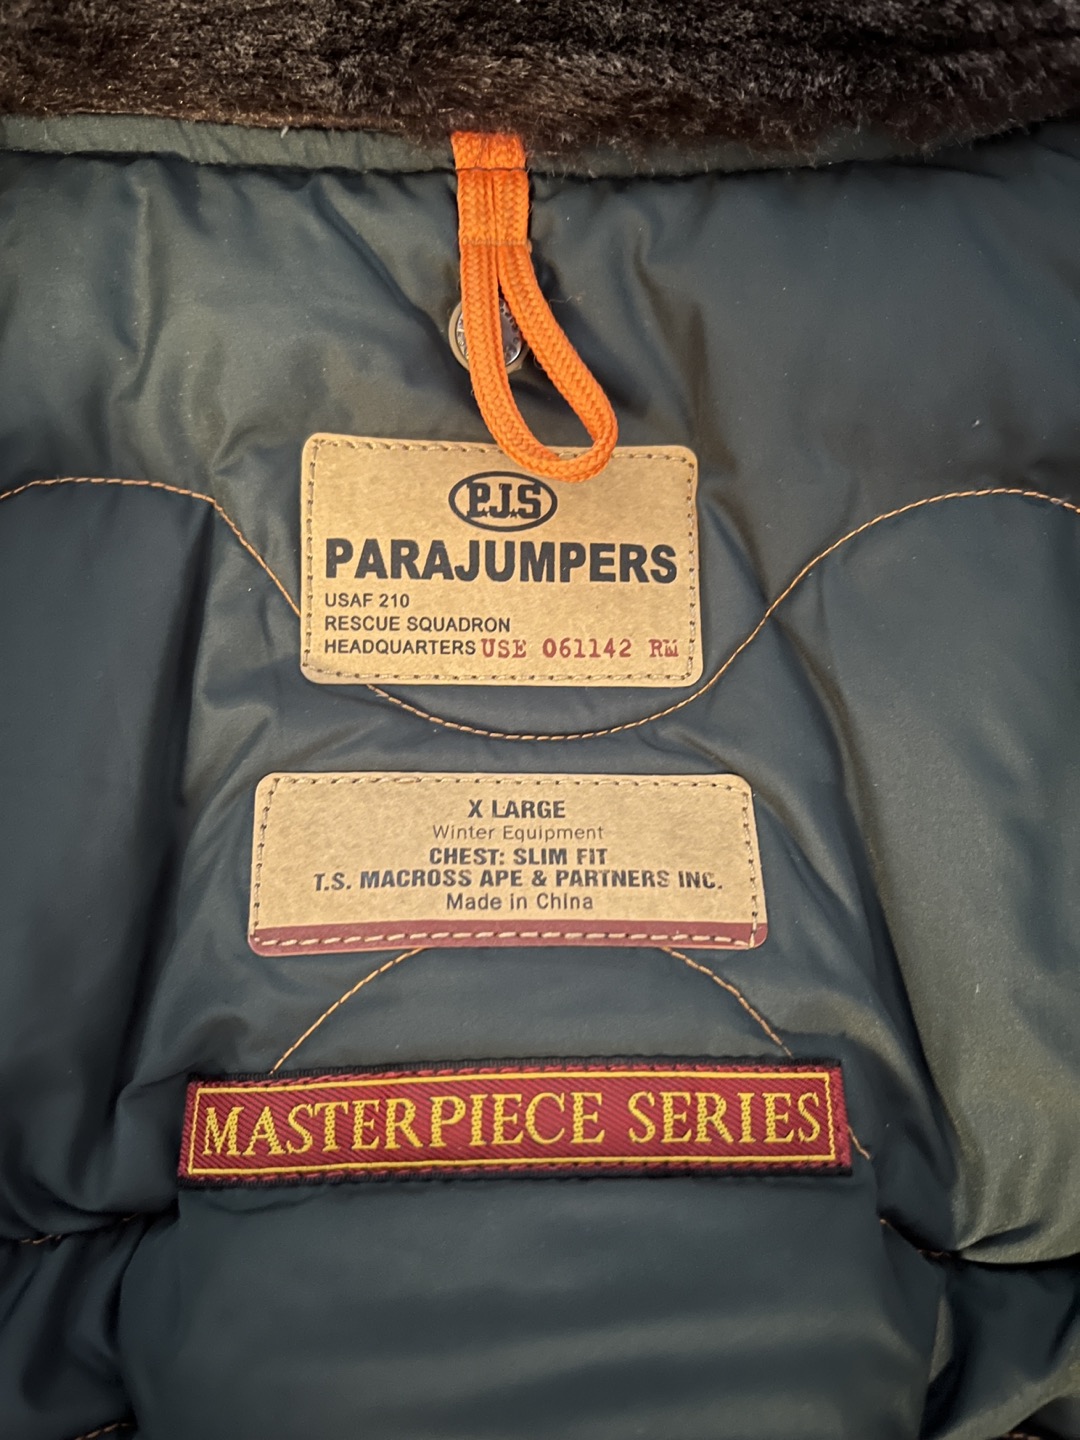 P.J.S
PARAJUMPERS
USAF 210
RESCUE SQUADRON
HEADQUARTERS USE 061142 RM
X LARGE
Winter Equipment
CHEST: SLIM FIT
T.S. MACROSS APE & PARTNERS INC.
Made in China
MASTERPIECE SERIES